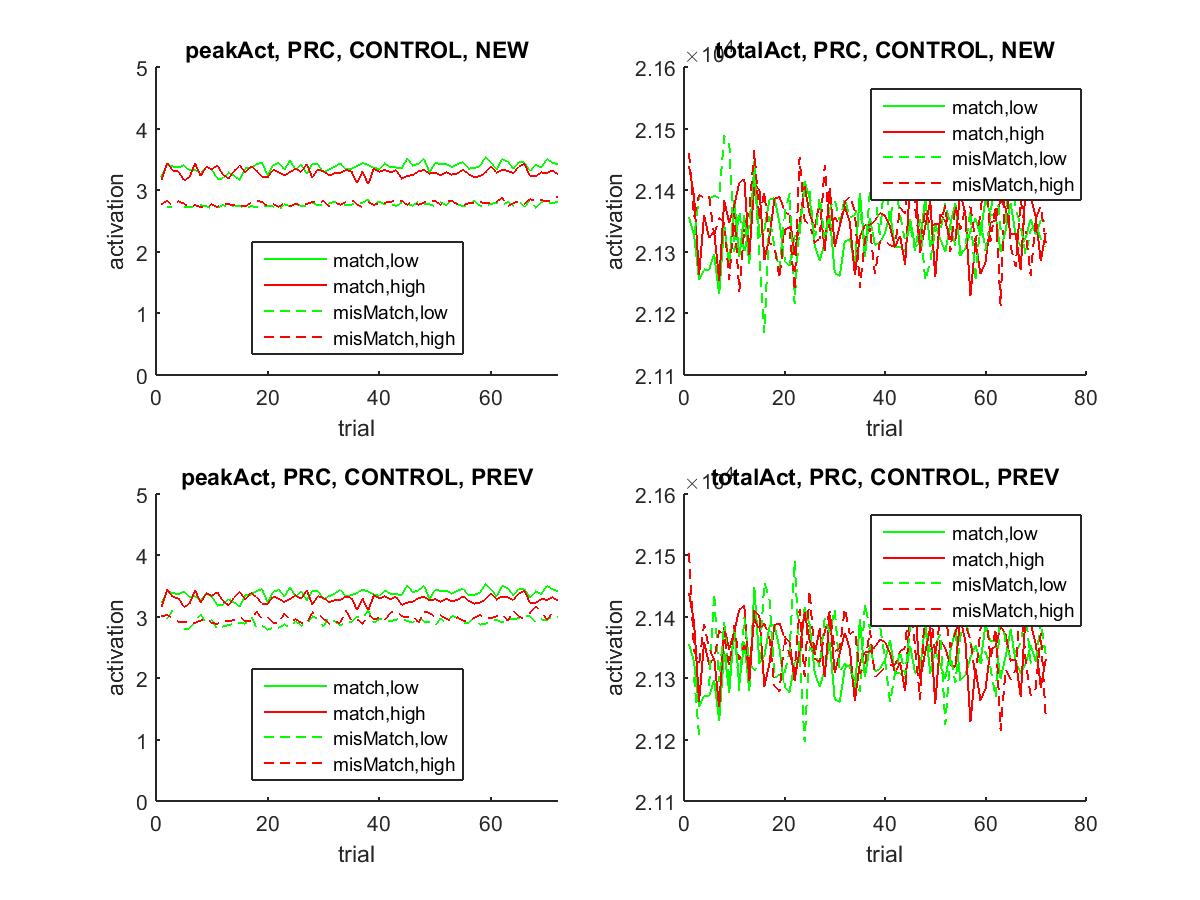 peakAct, PRC, CONTROL, NEW
5
4
3
2
1
0
activation
0 20 40 60
trial
match,low
match,high
misMatch,low
misMatch,high
totalAct, PRC, CONTROL, NEW
×10^4
2.16
2.15
2.14
2.13
2.12
2.11
activation
0 20 40 60 80
trial
match,low
match,high
misMatch,low
misMatch,high
peakAct, PRC, CONTROL, PREV
5
4
3
2
1
0
activation
0 20 40 60
trial
match,low
match,high
misMatch,low
misMatch,high
totalAct, PRC, CONTROL, PREV
×10^4
2.16
2.15
2.14
2.13
2.12
2.11
activation
0 20 40 60 80
trial
match,low
match,high
misMatch,low
misMatch,high